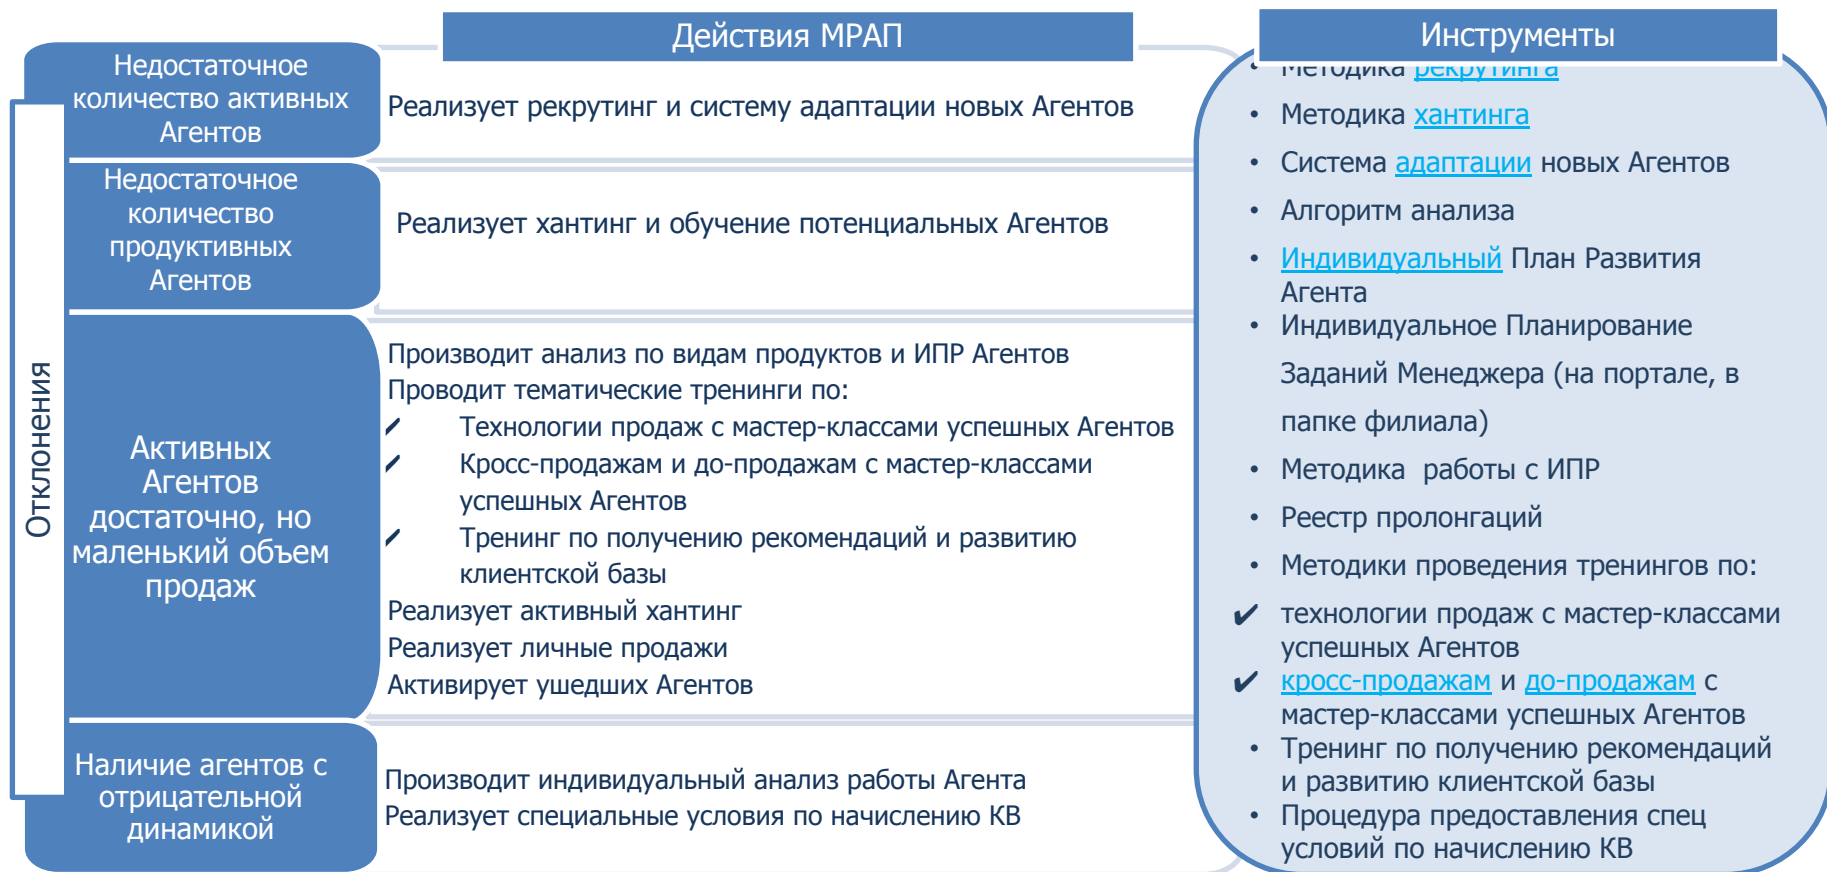 Действия МРАП
Инструменты
Отклонения
Недостаточное
количество активных
Агентов
Реализует рекрутинг и систему адаптации новых Агентов
Недостаточное
количество
продуктивных
Агентов
Реализует хантинг и обучение потенциальных Агентов
Активных
Агентов
достаточно, но
маленький объем
продаж
Производит анализ по видам продуктов и ИПР Агентов
Проводит тематические тренинги по:
✓ Технологии продаж с мастер-классами успешных Агентов
✓ Кросс-продажам и до-продажам с мастер-классами
успешных Агентов
✓ Тренинг по получению рекомендаций и развитию
клиентской базы
Реализует активный хантинг
Реализует личные продажи
Активирует ушедших Агентов
Наличие агентов с
отрицательной
динамикой
Производит индивидуальный анализ работы Агента
Реализует специальные условия по начислению КВ
• Методика рекрутинга
• Методика хантинга
• Система адаптации новых Агентов
• Алгоритм анализа
• Индивидуальный План Развития
Агента
• Индивидуальное Планирование
Заданий Менеджера (на портале, в
папке филиала)
• Методика работы с ИПР
• Реестр пролонгаций
• Методики проведения тренингов по:
✔ технологии продаж с мастер-классами
успешных Агентов
✔ кросс-продажам и до-продажам с
мастер-классами успешных Агентов
• Тренинг по получению рекомендаций
и развитию клиентской базы
• Процедура предоставления спец
условий по начислению КВ